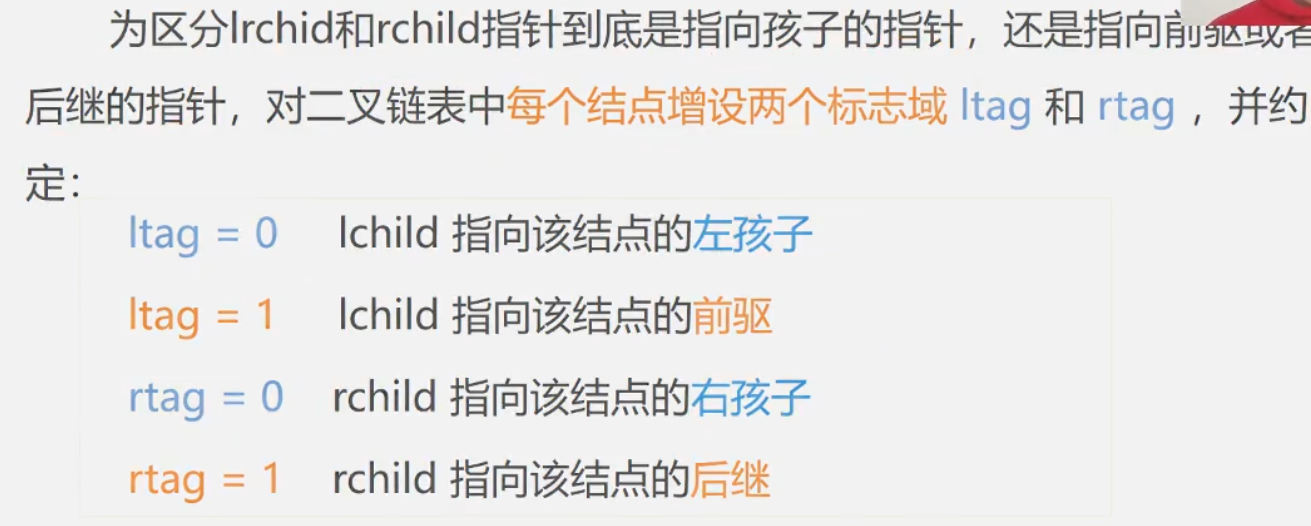 为区分lrchid和rchild指针到底是指向孩子的指针，还是指向前驱或者
后继的指针，对二叉链表中每个结点增设两个标志域 ltag 和 rtag ，并约
定：
ltag = 0 lchild 指向该结点的左孩子
ltag = 1 lchild 指向该结点的前驱
rtag = 0 rchild 指向该结点的右孩子
rtag = 1 rchild 指向该结点的后继